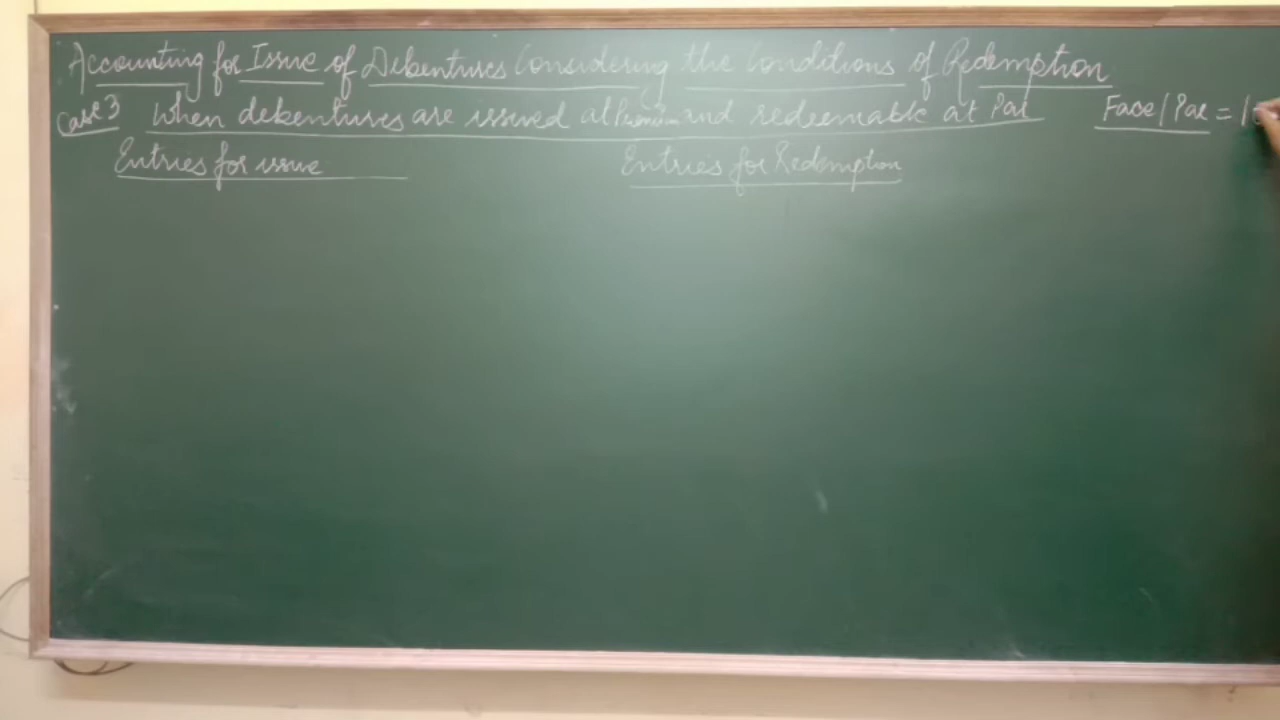 Accounting for Issue of Debentures Considering the Conditions of Redemption
Case 3 When debentures are issued at Premium and redeemable at Par Face/Par = 1
Entries for issue Entries for Redemption